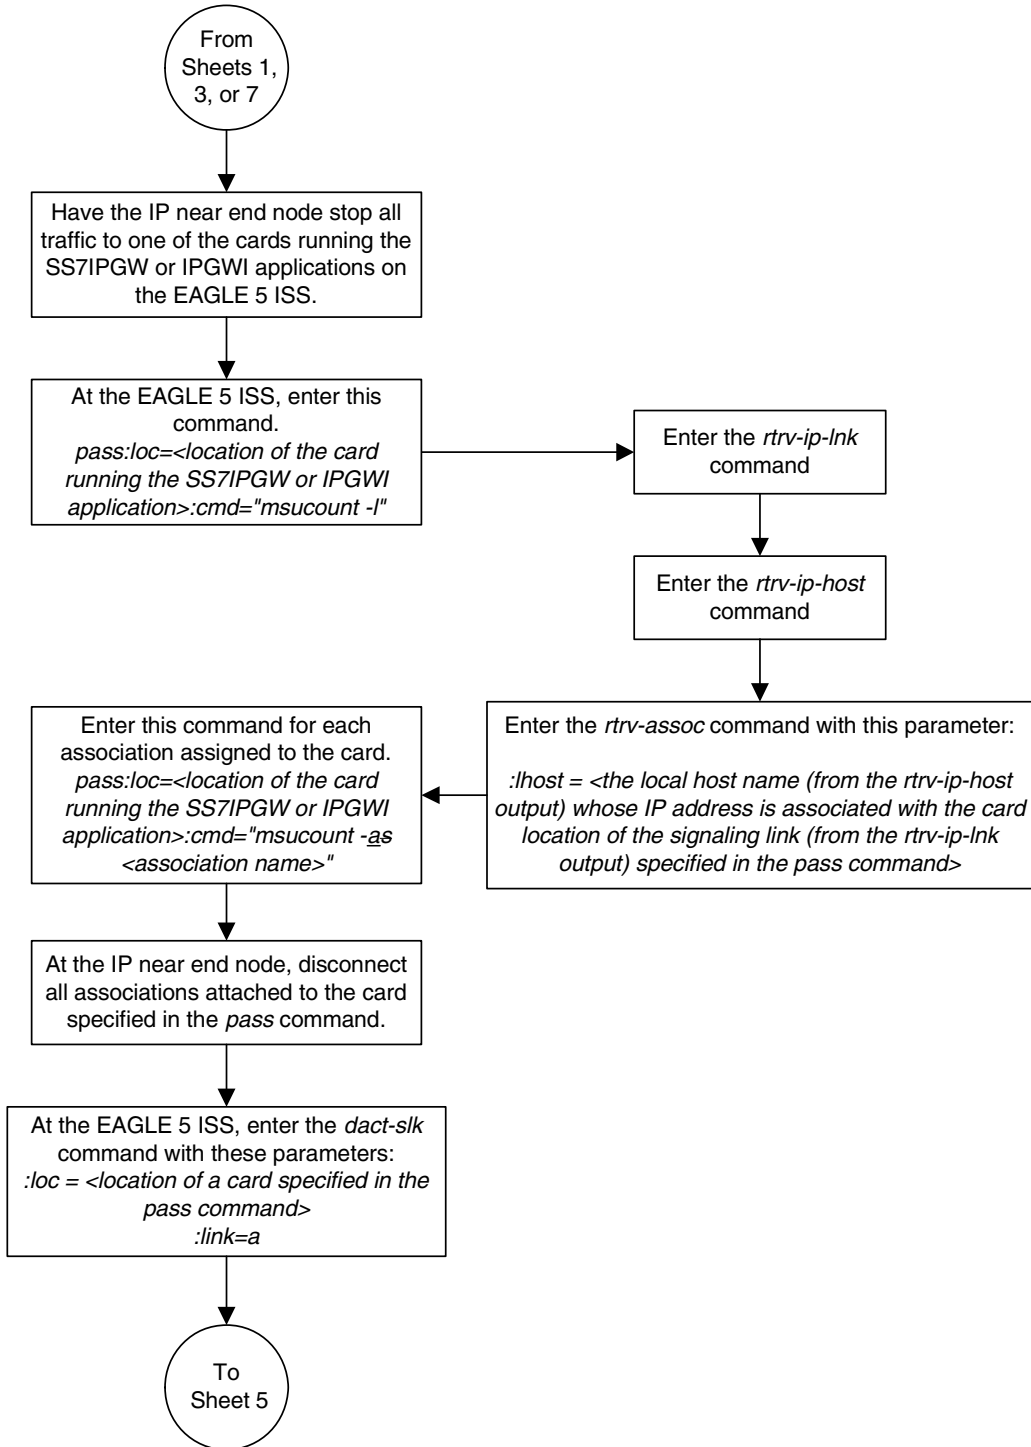 From
Sheets 1,
3, or 7
Have the IP near end node stop all
traffic to one of the cards running the
SS7IPGW or IPGWI applications on
the EAGLE 5 ISS.
At the EAGLE 5 ISS, enter this
command.
pass:loc=<location of the card
running the SS7IPGW or IPGWI
application>:cmd="msucount -l"
Enter the rtrv-ip-lnk
command
Enter the rtrv-ip-host
command
Enter the rtrv-assoc command with this parameter:
:lhost = <the local host name (from the rtrv-ip-host
output) whose IP address is associated with the card
location of the signaling link (from the rtrv-ip-lnk
output) specified in the pass command>
Enter this command for each
association assigned to the card.
pass:loc=<location of the card
running the SS7IPGW or IPGWI
application>:cmd="msucount -as
<association name>"
At the IP near end node, disconnect
all associations attached to the card
specified in the pass command.
At the EAGLE 5 ISS, enter the dact-slk
command with these parameters:
:loc = <location of a card specified in the
pass command>
:link=a
To
Sheet 5